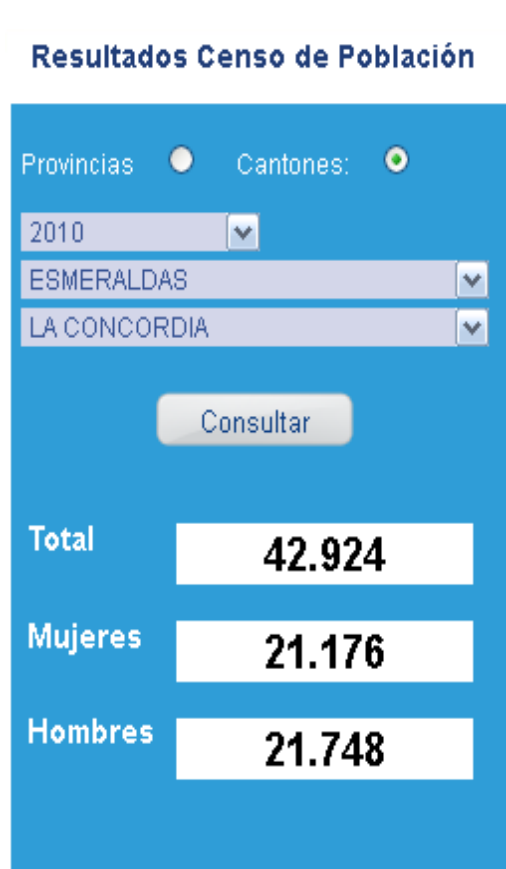 Resultados Censo de Población
Provincias Cantones:
2010
ESMERALDAS
LA CONCORDIA
Consultar
Total 42.924
Mujeres 21.176
Hombres 21.748